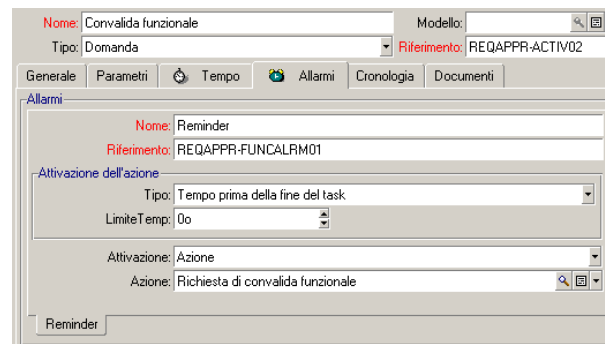 Nome: Convalida funzionale Modello:
Tipo: Domanda Riferimento: REQAPPR-ACTIV02
Generale Parametri Tempo Allarmi Cronologia Documenti
Allarmi
Nome: Reminder
Riferimento: REQAPPR-FUNCALRM01
Attivazione dell'azione
Tipo: Tempo prima della fine del task
LimiteTemp: 0o
Attivazione: Azione
Azione: Richiesta di convalida funzionale
Reminder